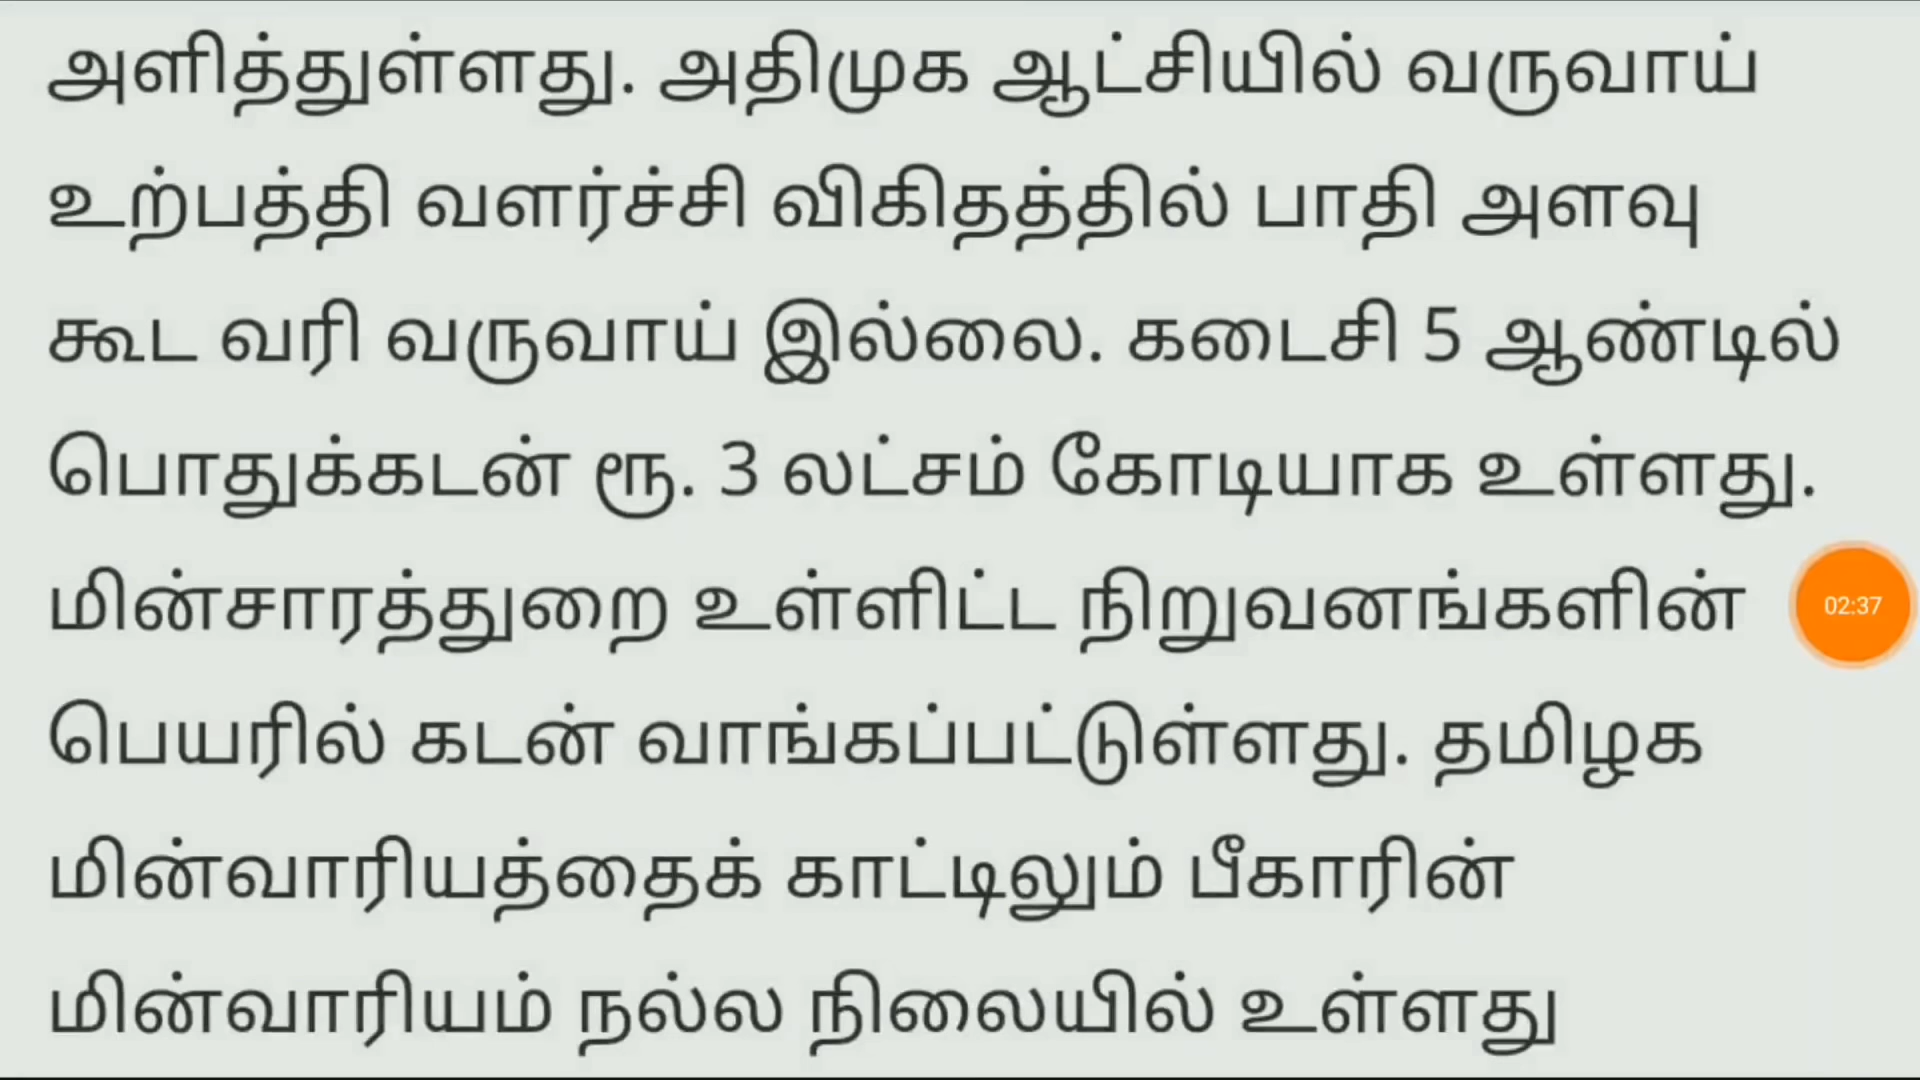 அளித்துள்ளது. அதிமுக ஆட்சியில் வருவாய்
உற்பத்தி வளர்ச்சி விகிதத்தில் பாதி அளவு
கூட வரி வருவாய் இல்லை. கடைசி 5 ஆண்டில்
பொதுக்கடன் ரூ. 3 லட்சம் கோடியாக உள்ளது.
மின்சாரத்துறை உள்ளிட்ட நிறுவனங்களின்
02:37
பெயரில் கடன் வாங்கப்பட்டுள்ளது. தமிழக
மின்வாரியத்தைக் காட்டிலும் பீகாரின்
மின்வாரியம் நல்ல நிலையில் உள்ளது